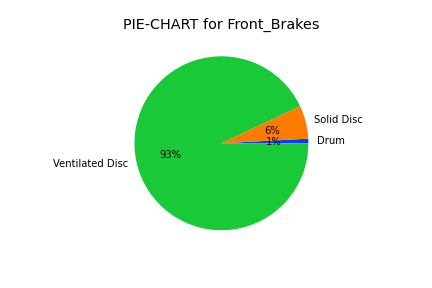 PIE-CHART for Front_Brakes
Solid Disc
6%
Drum
1%
93%
Ventilated Disc